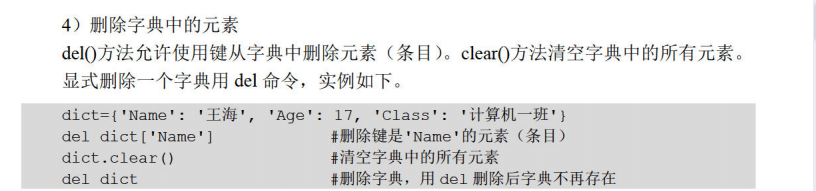 4）删除字典中的元素
del()方法允许使用键从字典中删除元素（条目）。clear()方法清空字典中的所有元素。
显式删除一个字典用 del 命令，实例如下。
dict={'Name': '王海', 'Age': 17, 'Class': '计算机一班'}
del dict['Name'] #删除键是'Name'的元素（条目）
dict.clear() #清空字典中的所有元素
del dict #删除字典，用 del 删除后字典不再存在